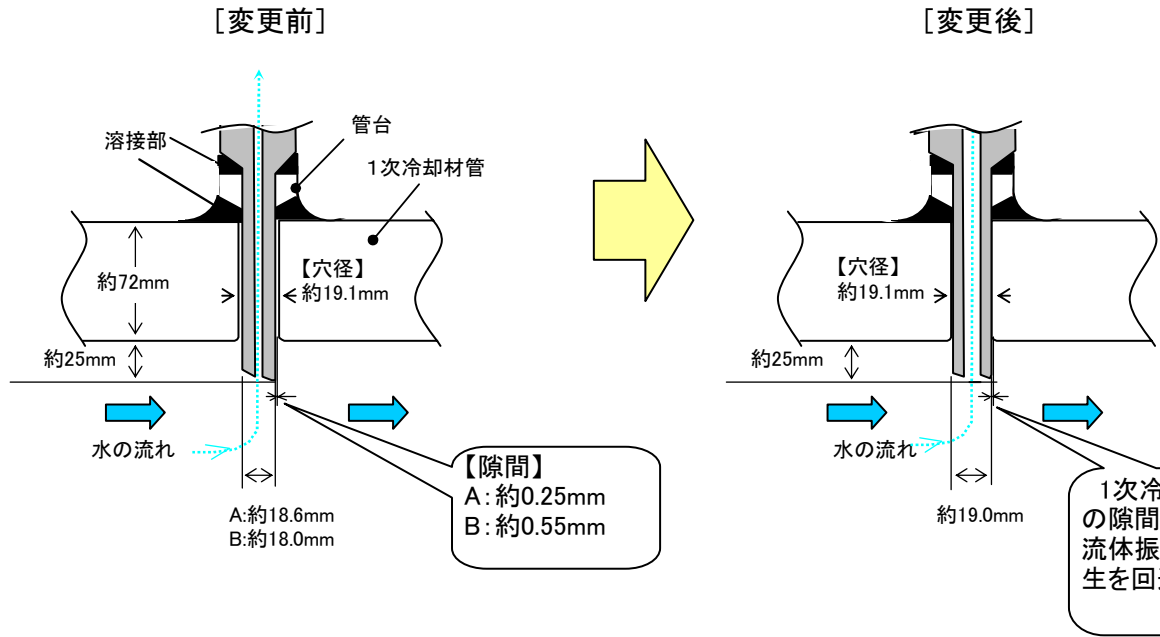 [変更前]
溶接部
管台
1次冷却材管
約72mm
【穴径】
約19.1mm
約25mm
水の流れ
A:約18.6mm
B:約18.0mm
【隙間】
A:約0.25mm
B:約0.55mm
[変更後]
【穴径】
約19.1mm
約25mm
水の流れ
約19.0mm
1次冷
の隙間
流体振
生を回